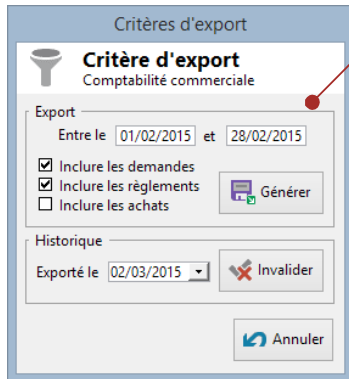 Critères d'export
Critère d'export
Comptabilité commerciale
Export
Entre le 01/02/2015 et 28/02/2015
Inclure les demandes
Inclure les règlements
Inclure les achats
Générer
Historique
Exporté le 02/03/2015
Invalider
Annuler